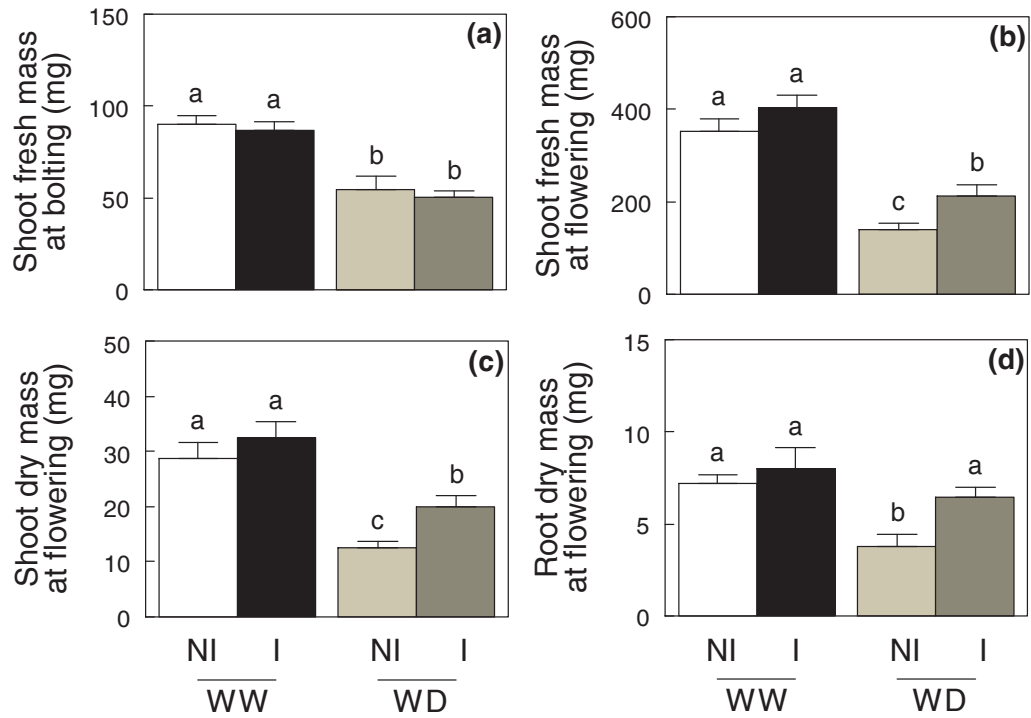 Shoot fresh mass
at bolting (mg)
150
100
50
0
(a)
a
a
b
b
Shoot fresh mass
at flowering (mg)
600
400
200
0
(b)
a
a
c
b
Shoot dry mass
at flowering (mg)
50
40
30
20
10
0
(c)
a
a
c
b
NI I NI I
WW WD
Root dry mass
at flowering (mg)
15
10
5
0
(d)
a
a
b
a
NI I NI I
WW WD